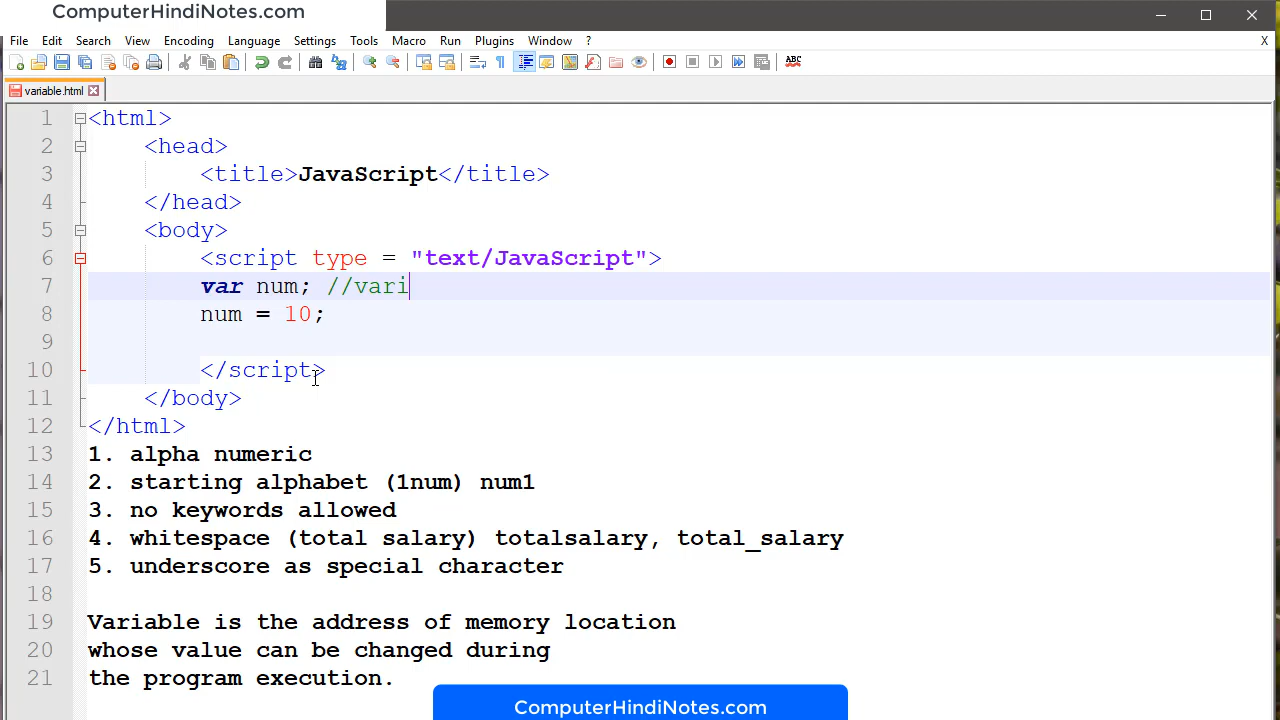 ComputerHindiNotes.com
File Edit Search View Encoding Language Settings Tools Macro Run Plugins Window ? X
ABC
variable.html
1 <html>
2 <head>
3 <title>JavaScript</title>
4 </head>
5 <body>
6 <script type = "text/JavaScript">
7 var num; //vari
8 num = 10;
9
10 </script>
11 </body>
12 </html>
13 1. alpha numeric
14 2. starting alphabet (1num) num1
15 3. no keywords allowed
16 4. whitespace (total salary) totalsalary, total_salary
17 5. underscore as special character
18
19 Variable is the address of memory location
20 whose value can be changed during
21 the program execution.
ComputerHindiNotes.com